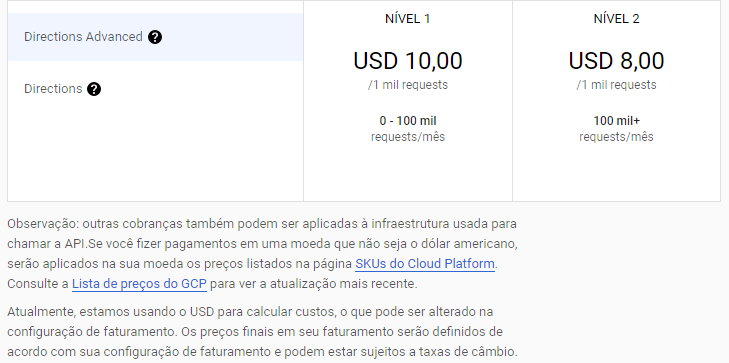 NÍVEL 1
NÍVEL 2
Directions Advanced ?
USD 10,00
USD 8,00
/1 mil requests
/1 mil requests
Directions ?
0 - 100 mil
100 mil+
requests/mês
requests/mês
Observação: outras cobranças também podem ser aplicadas à infraestrutura usada para
chamar a API.Se você fizer pagamentos em uma moeda que não seja o dólar americano,
serão aplicados na sua moeda os preços listados na página SKUs do Cloud Platform.
Consulte a Lista de preços do GCP para ver a atualização mais recente.
Atualmente, estamos usando o USD para calcular custos, o que pode ser alterado na
configuração de faturamento. Os preços finais em seu faturamento serão definidos de
acordo com sua configuração de faturamento e podem estar sujeitos a taxas de câmbio.